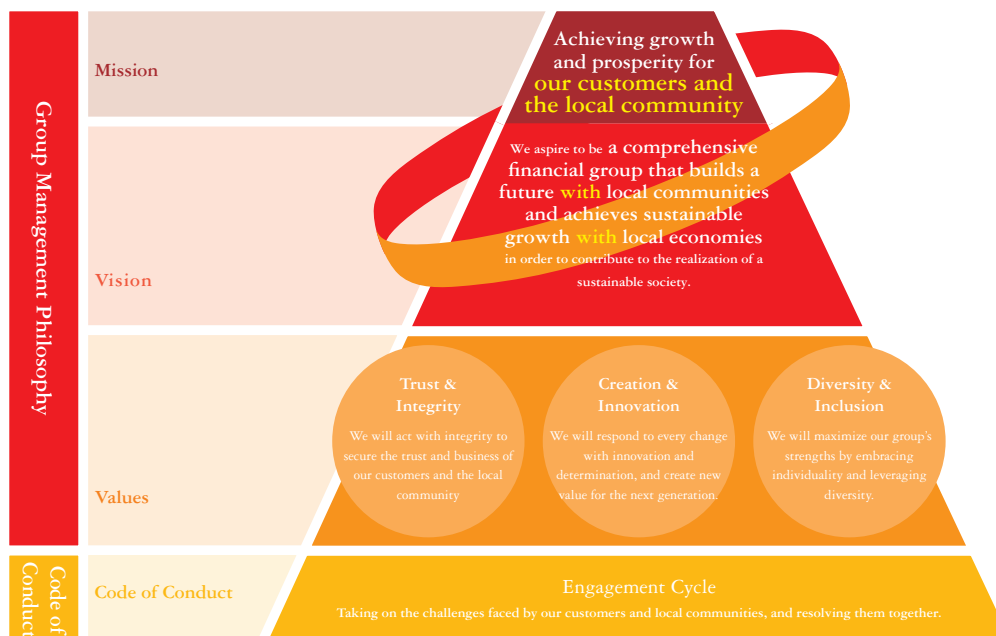 Group Management Philosophy
Mission
Achieving growth
and prosperity for
our customers and
the local community
Vision
We aspire to be a comprehensive
financial group that builds a
future with local communities
and achieves sustainable
growth with local economies
in order to contribute to the realization of a
sustainable society.
Values
Trust &
Integrity
We will act with integrity to
secure the trust and business of
our customers and the local
community
Creation &
Innovation
We will respond to every change
with innovation and
determination, and create new
value for the next generation.
Diversity &
Inclusion
We will maximize our group's
strengths by embracing
individuality and leveraging
diversity.
Code of
Conduct
Code of Conduct
Engagement Cycle
Taking on the challenges faced by our customers and local communities, and resolving them together.